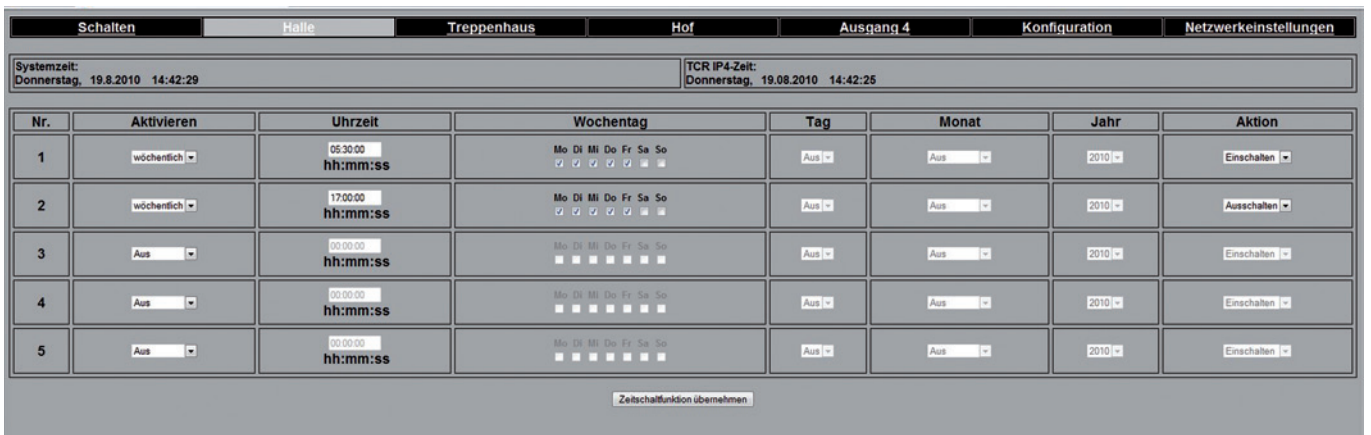 Schalten Halle Treppenhaus Hof Ausgang 4 Konfiguration Netzwerkeinstellungen
Systemzeit: TCR IP4-Zeit:
Donnerstag, 19.8.2010 14:42:29 Donnerstag, 19.08.2010 14:42:25
Nr. Aktivieren Uhrzeit Wochentag Tag Monat Jahr Aktion
1 wöchentlich 05:30:00 Mo Di Mi Do Fr Sa So Aus Aus 2010 Einschalten
hh:mm:ss
2 wöchentlich 17:00:00 Mo Di Mi Do Fr Sa So Aus Aus 2010 Ausschalten
hh:mm:ss
3 Aus 00:00:00 Mo Di Mi Do Fr Sa So Aus Aus 2010 Einschalten
hh:mm:ss
4 Aus 00:00:00 Mo Di Mi Do Fr Sa So Aus Aus 2010 Einschalten
hh:mm:ss
5 Aus 00:00:00 Mo Di Mi Do Fr Sa So Aus Aus 2010 Einschalten
hh:mm:ss
Zeitschaltfunktion übernehmen